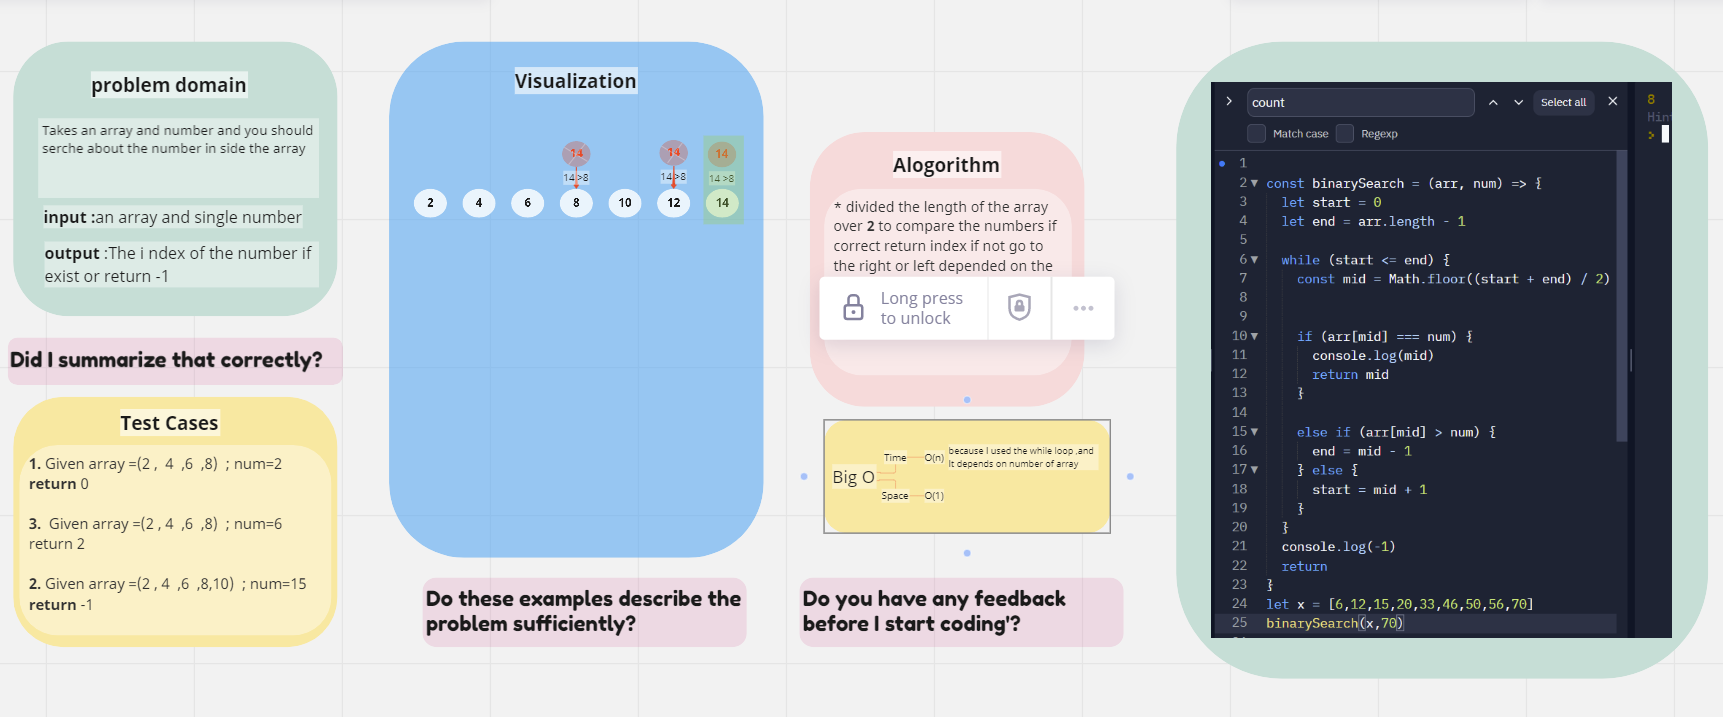 problem domain
Takes an array and number and you should
serche about the number in side the array
input :an array and single number
output :The i ndex of the number if
exist or return -1
Did I summarize that correctly?
Test Cases
1. Given array =(2 , 4 ,6 ,8) ; num=2
return 0
3. Given array =(2 , 4 ,6 ,8) ; num=6
return 2
2. Given array =(2 , 4 ,6 ,8,10) ; num=15
return -1
Visualization
14 14 14
14 >8 14 >8 14 >8
2 4 6 8 10 12 14
Do these examples describe the
problem sufficiently?
Alogorithm
* divided the length of the array
over 2 to compare the numbers if
correct return index if not go to
the right or left depended on the
Long press
to unlock
Big O
Time O(n) because I used the while loop ,and
It depends on number of array
Space O(1)
Do you have any feedback
before I start coding'?
count
Select all
Match case
Regexp
1
2 const binarySearch = (arr, num) => {
3 let start = 0
4 let end = arr.length - 1
5
6 while (start <= end) {
7 const mid = Math.floor((start + end) / 2)
8
9
10 if (arr[mid] === num) {
11 console.log(mid)
12 return mid
13 }
14
15 else if (arr[mid] > num) {
16 end = mid - 1
17 } else {
18 start = mid + 1
19 }
20 }
21 console.log(-1)
22 return
23 }
24 let x = [6,12,15,20,33,46,50,56,70]
25 binarySearch(x,70)
8
Hin
>